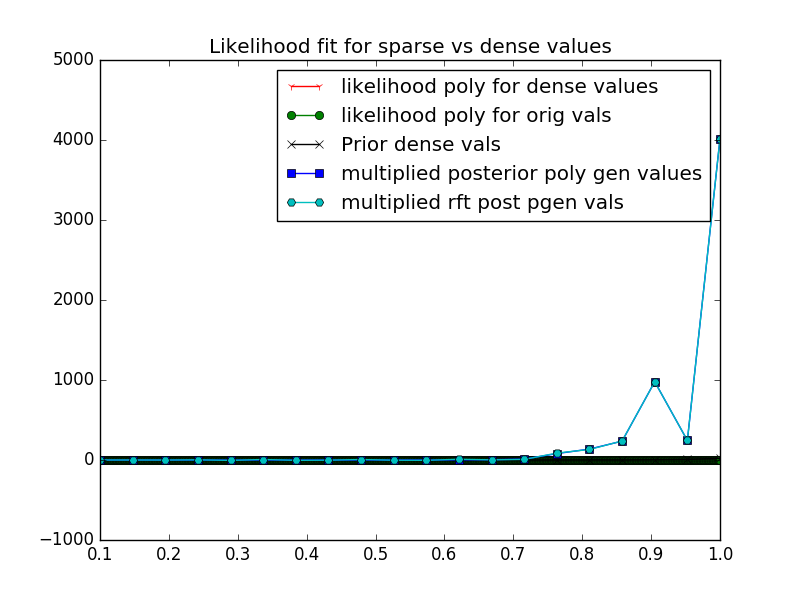 Likelihood fit for sparse vs dense values
5000
4000
3000
2000
1000
0
−1000
likelihood poly for dense values
likelihood poly for orig vals
Prior dense vals
multiplied posterior poly gen values
multiplied rft post pgen vals
0.1 0.2 0.3 0.4 0.5 0.6 0.7 0.8 0.9 1.0